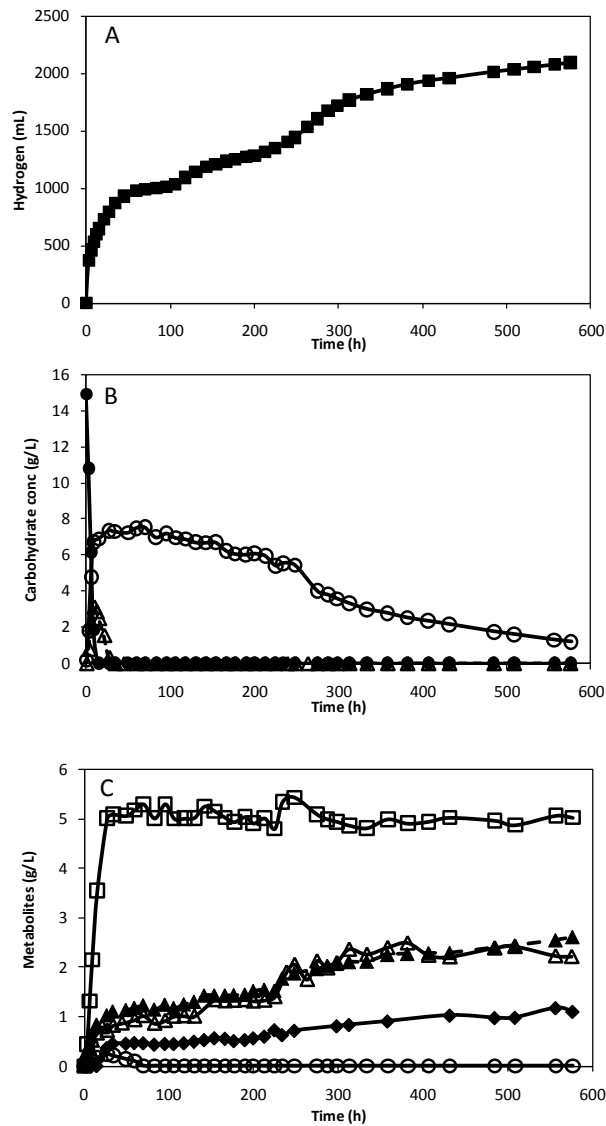 A
2500
2000
1500
1000
500
0
Hydrogen (mL)
0 100 200 300 400 500 600
Time (h)
B
16
14
12
10
8
6
4
2
0
Carbohydrate conc (g/L)
0 100 200 300 400 500 600
Time (h)
C
6
5
4
3
2
1
0
Metabolites (g/L)
0 100 200 300 400 500 600
Time (h)